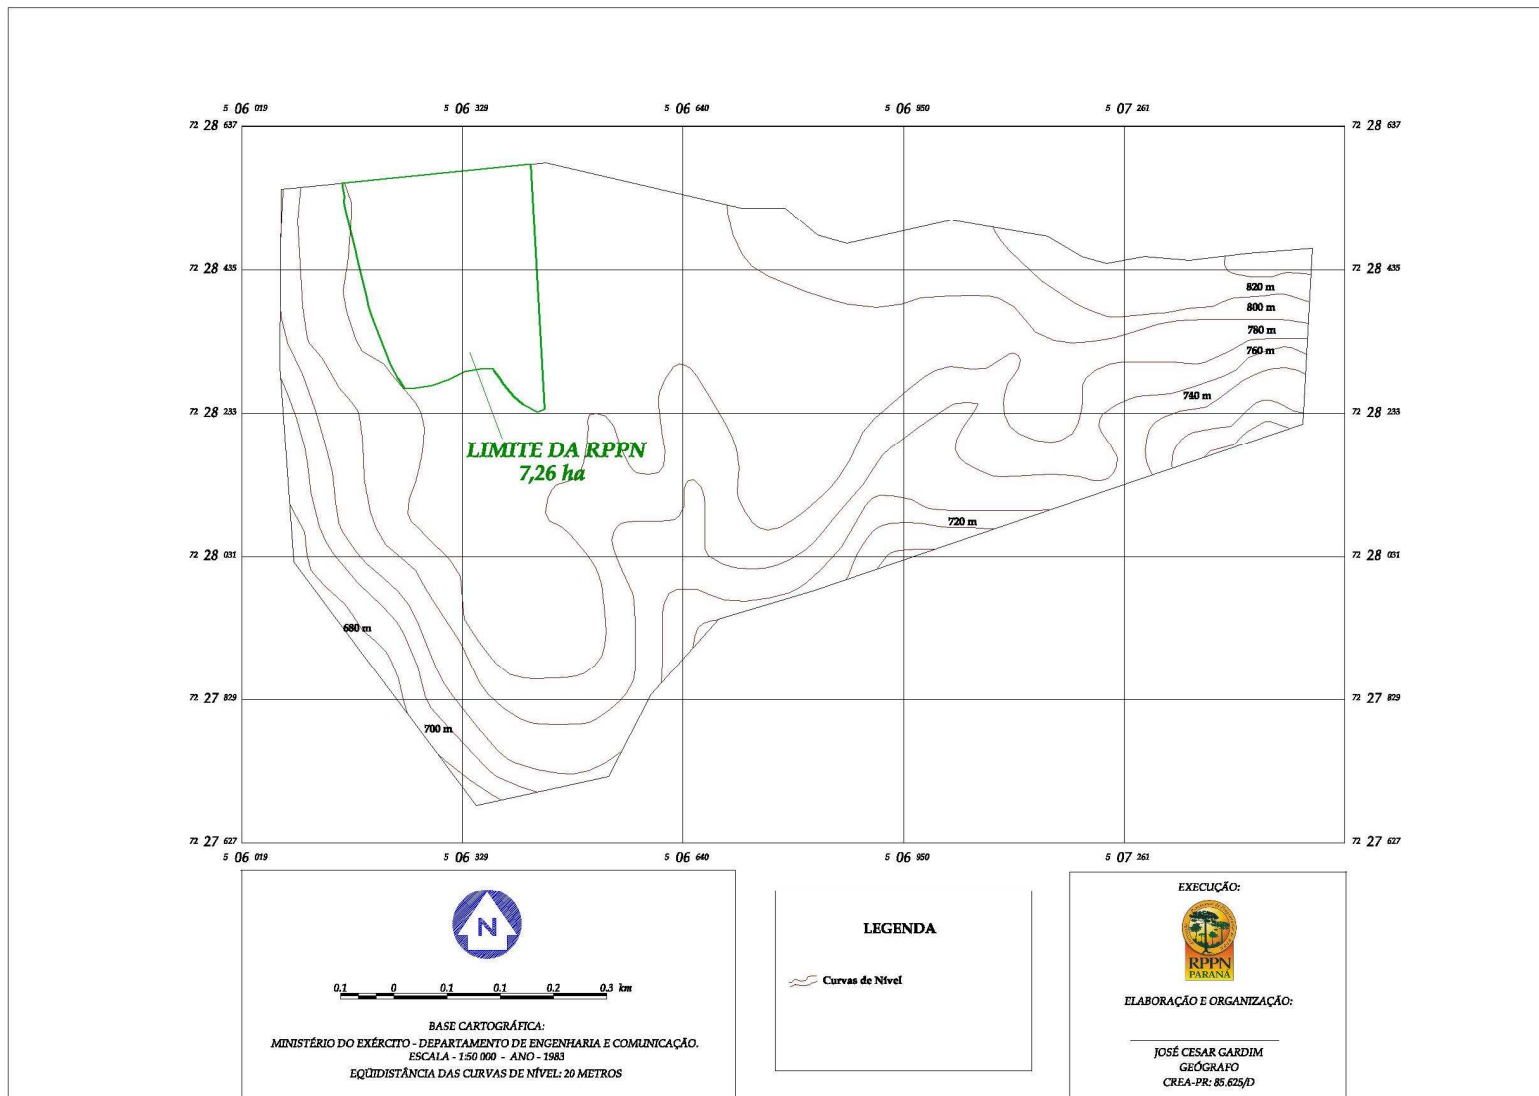 5 06 019 5 06 329 5 06 640 5 06 950 5 07 261
72 28 637 72 28 637
72 28 435 72 28 435
820 m
800 m
780 m
760 m
740 m
72 28 233 72 28 233
LIMITE DA RPPN
7,26 ha
720 m
72 28 031 72 28 031
680 m
72 27 829 72 27 829
700 m
72 27 627 72 27 627
5 06 019 5 06 329 5 06 640 5 06 950 5 07 261
N
0.1 0 0.1 0.1 0.2 0.3 km
BASE CARTOGRÁFICA:
MINISTÉRIO DO EXÉRCITO - DEPARTAMENTO DE ENGENHARIA E COMUNICAÇÃO.
ESCALA - 1:50 000 - ANO - 1983
EQÜIDISTÂNCIA DAS CURVAS DE NÍVEL: 20 METROS
LEGENDA
Curvas de Nível
EXECUÇÃO:
RPPN
PARANÁ
ELABORAÇÃO E ORGANIZAÇÃO:
JOSÉ CESAR GARDIM
GEÓGRAFO
CREA-PR: 85.625/D